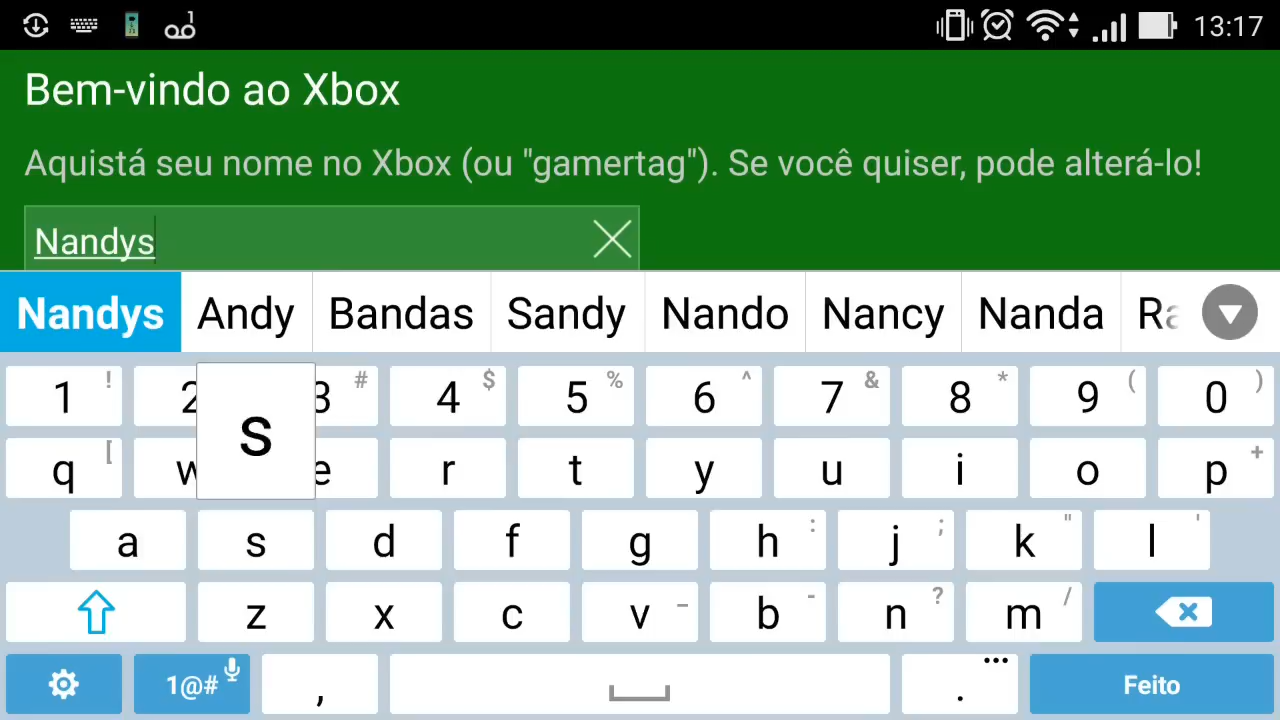 1
13:17
Bem-vindo ao Xbox
Aquistá seu nome no Xbox (ou "gamertag"). Se você quiser, pode alterá-lo!
Nandys
Nandys Andy Bandas Sandy Nando Nancy Nanda Ra
1 ! 2 3 # 4 $ 5 % 6 ^ 7 & 8 * 9 ( 0 )
s
q [ w e r t y u i o p +
a s d f g h : j ; k " l '
z x c v _ b - n ? m /
1@# , . ... Feito